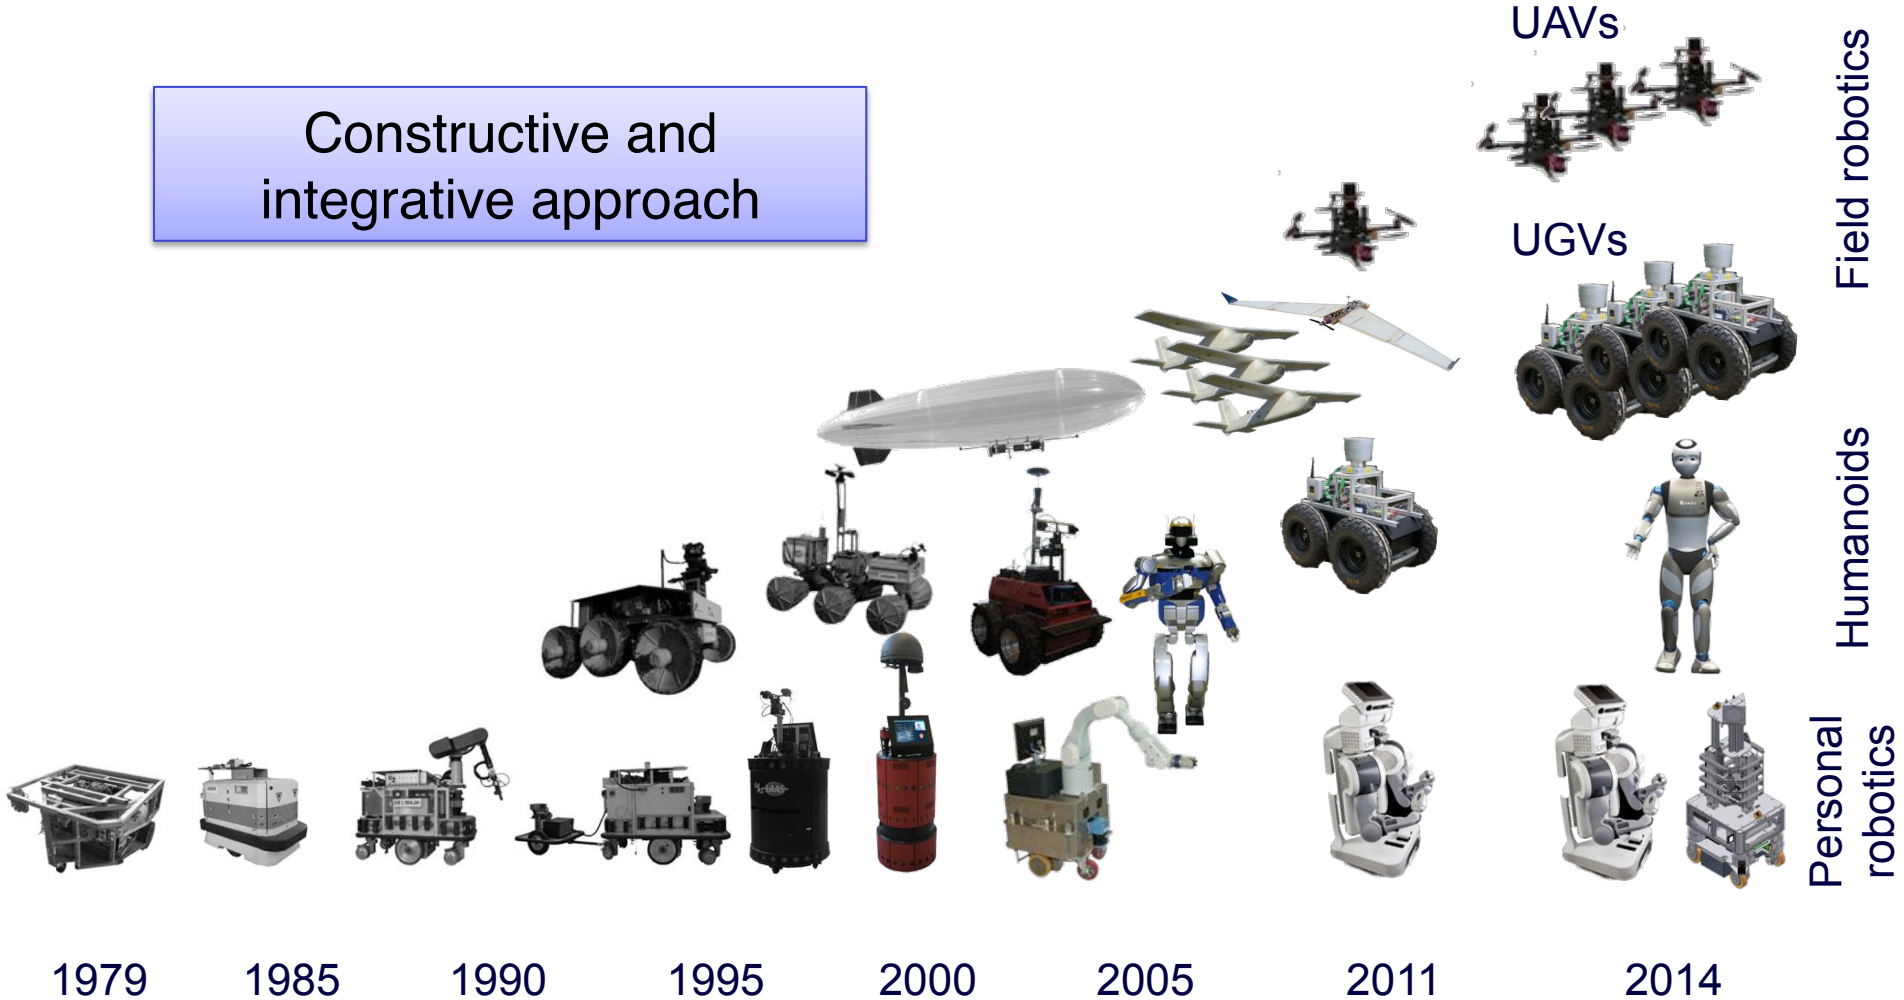 UAVs
Field robotics
Constructive and
integrative approach
UGVs
Humanoids
Personal
robotics
1979
1985
1990
1995
2000
2005
2011
2014